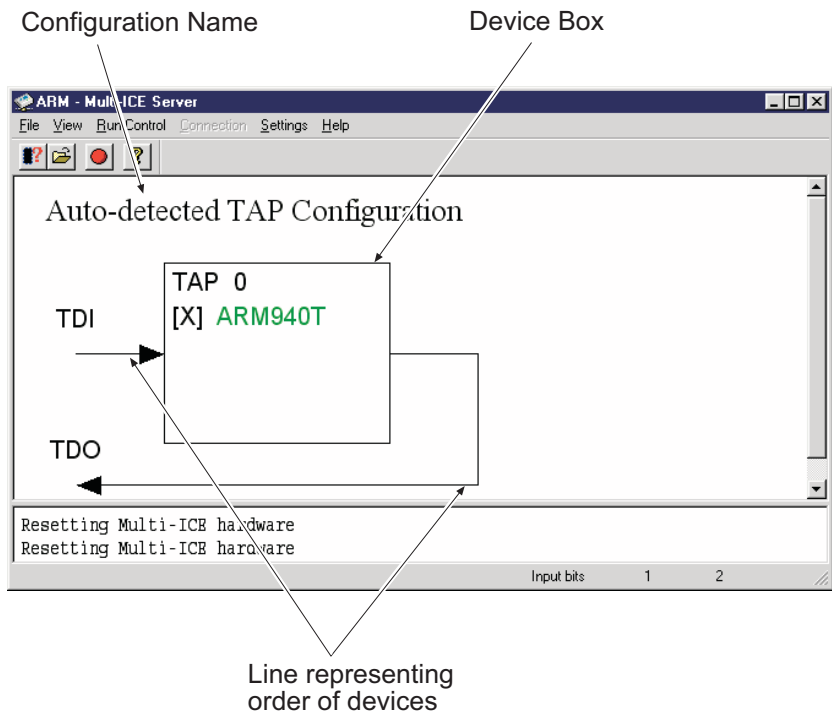 Configuration Name
Device Box
ARM - Multi-ICE Server
File View Run Control Connection Settings Help
Auto-detected TAP Configuration
TAP 0
[X] ARM940T
TDI
TDO
Resetting Multi-ICE hardware
Resetting Multi-ICE hardware
Input bits 1 2
Line representing
order of devices